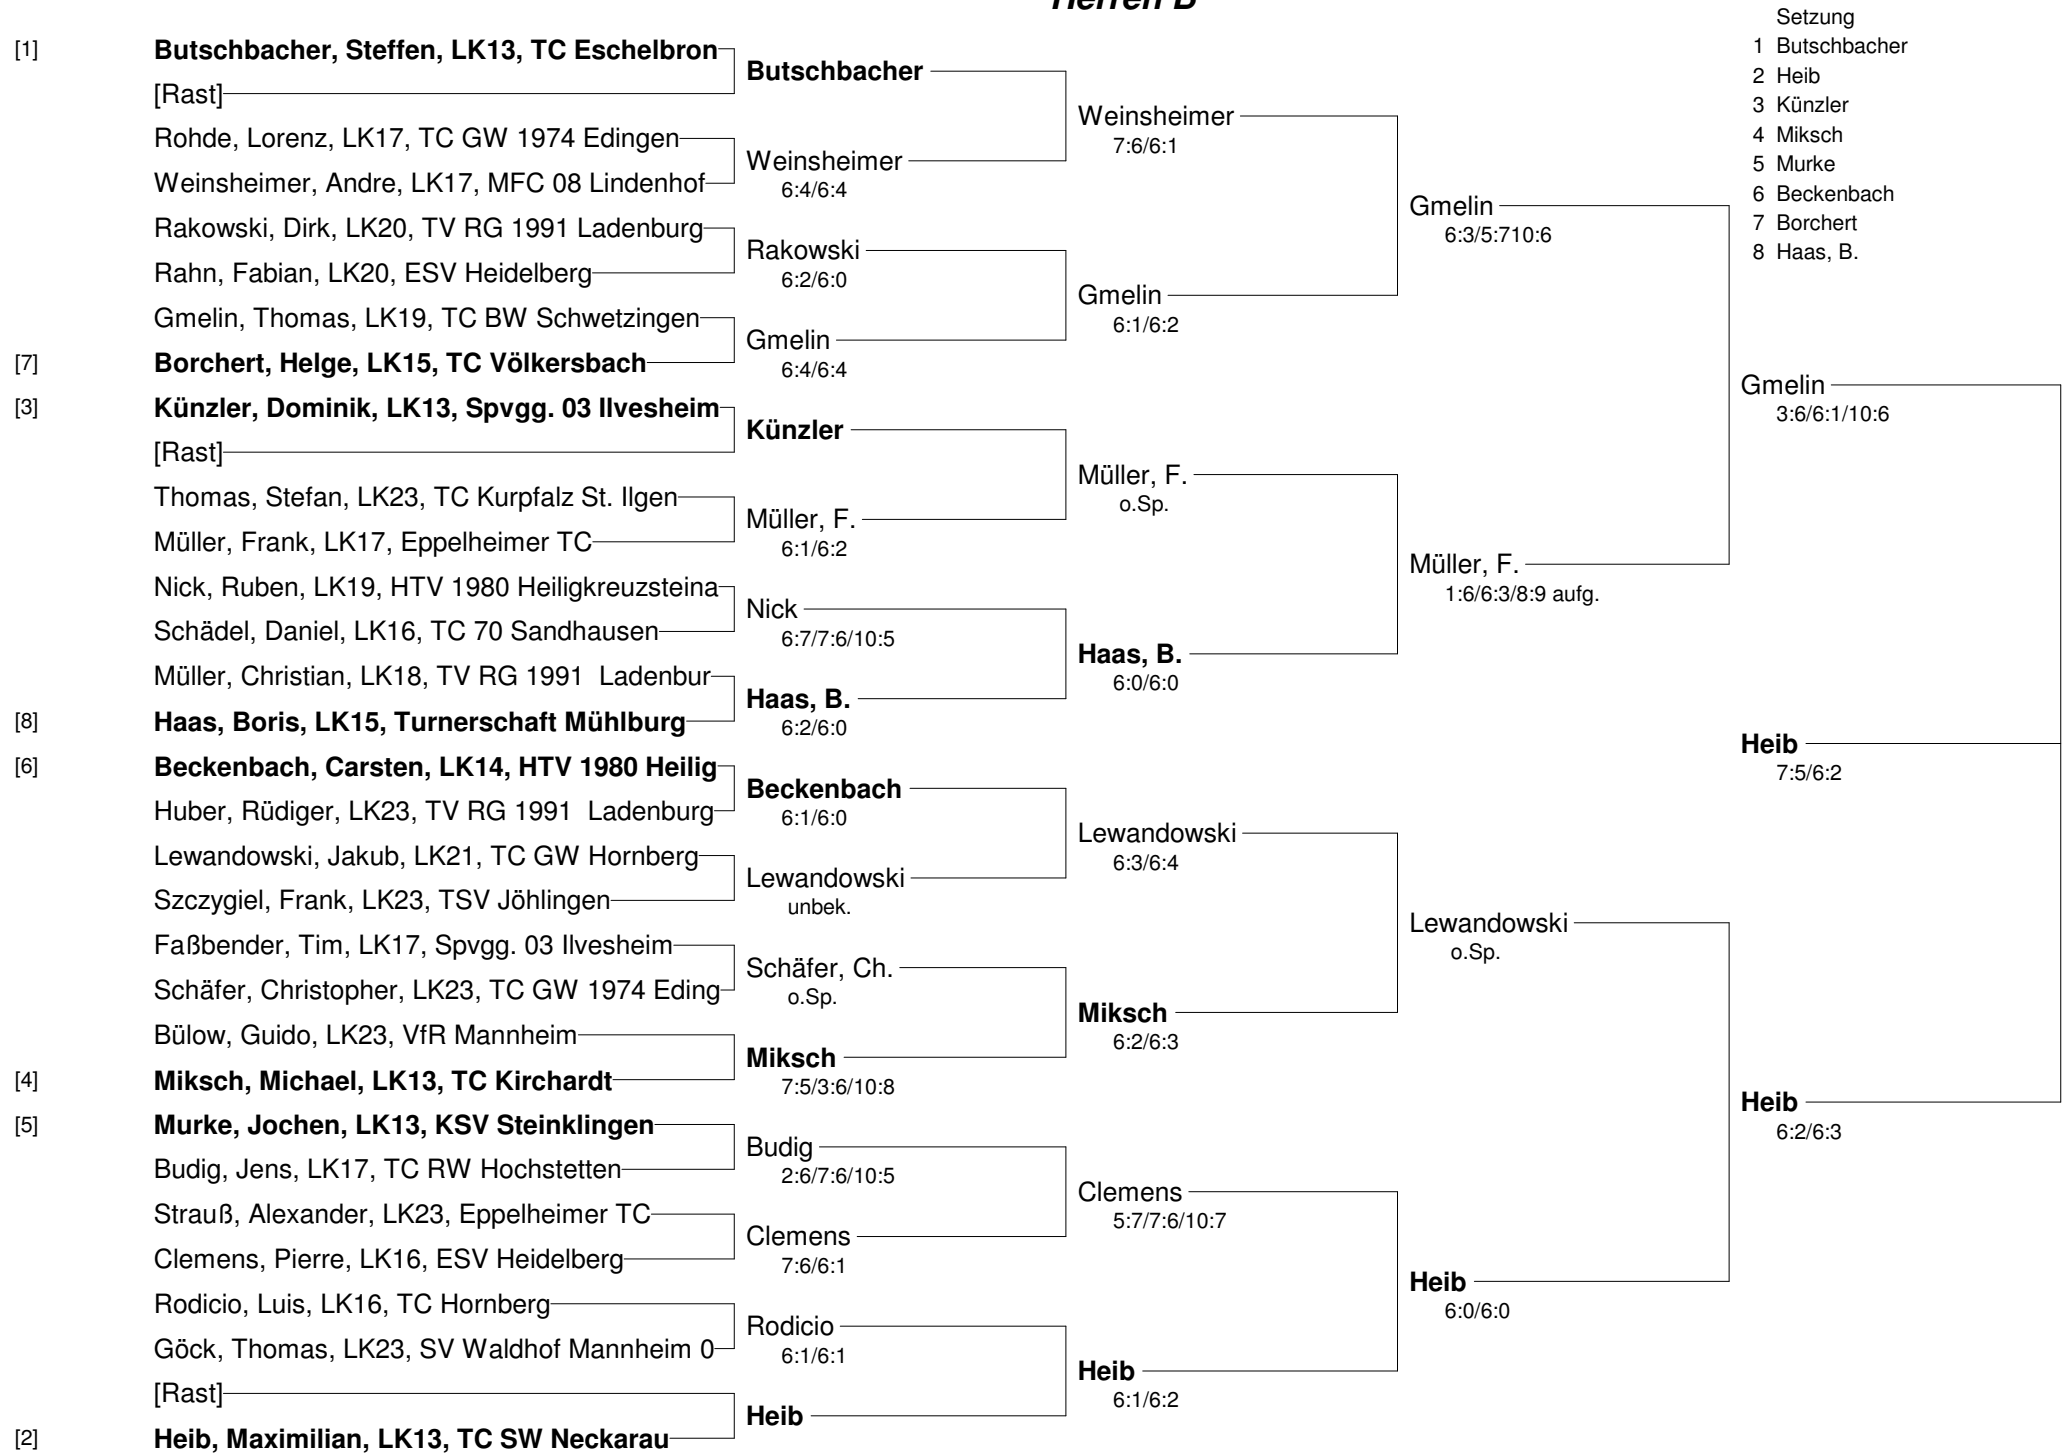 Herren B
Setzung
1 Butschbacher
2 Heib
3 Künzler
4 Miksch
5 Murke
6 Beckenbach
7 Borchert
8 Haas, B.
[1] Butschbacher, Steffen, LK13, TC Eschelbron
[Rast]
Rohde, Lorenz, LK17, TC GW 1974 Edingen
Weinsheimer, Andre, LK17, MFC 08 Lindenhof
Rakowski, Dirk, LK20, TV RG 1991 Ladenburg
Rahn, Fabian, LK20, ESV Heidelberg
Gmelin, Thomas, LK19, TC BW Schwetzingen
[7] Borchert, Helge, LK15, TC Völkersbach
[3] Künzler, Dominik, LK13, Spvgg. 03 Ilvesheim
[Rast]
Thomas, Stefan, LK23, TC Kurpfalz St. Ilgen
Müller, Frank, LK17, Eppelheimer TC
Nick, Ruben, LK19, HTV 1980 Heiligkreuzsteina
Schädel, Daniel, LK16, TC 70 Sandhausen
Müller, Christian, LK18, TV RG 1991 Ladenbur
[8] Haas, Boris, LK15, Turnerschaft Mühlburg
[6] Beckenbach, Carsten, LK14, HTV 1980 Heilig
Huber, Rüdiger, LK23, TV RG 1991 Ladenburg
Lewandowski, Jakub, LK21, TC GW Hornberg
Szczygiel, Frank, LK23, TSV Jöhlingen
Faßbender, Tim, LK17, Spvgg. 03 Ilvesheim
Schäfer, Christopher, LK23, TC GW 1974 Eding
Bülow, Guido, LK23, VfR Mannheim
[4] Miksch, Michael, LK13, TC Kirchardt
[5] Murke, Jochen, LK13, KSV Steinklingen
Budig, Jens, LK17, TC RW Hochstetten
Strauß, Alexander, LK23, Eppelheimer TC
Clemens, Pierre, LK16, ESV Heidelberg
Rodicio, Luis, LK16, TC Hornberg
Göck, Thomas, LK23, SV Waldhof Mannheim 0
[Rast]
[2] Heib, Maximilian, LK13, TC SW Neckarau
Butschbacher
Weinsheimer
6:4/6:4
Rakowski
6:2/6:0
Gmelin
6:4/6:4
Künzler
Müller, F.
6:1/6:2
Nick
6:7/7:6/10:5
Haas, B.
6:2/6:0
Beckenbach
6:1/6:0
Lewandowski
unbek.
Schäfer, Ch.
o.Sp.
Miksch
7:5/3:6/10:8
Budig
2:6/7:6/10:5
Clemens
7:6/6:1
Rodicio
6:1/6:1
Heib
Weinsheimer
7:6/6:1
Gmelin
6:1/6:2
Müller, F.
o.Sp.
Haas, B.
6:0/6:0
Lewandowski
6:3/6:4
Miksch
6:2/6:3
Clemens
5:7/7:6/10:7
Heib
6:1/6:2
Gmelin
6:3/5:710:6
Müller, F.
1:6/6:3/8:9 aufg.
Lewandowski
o.Sp.
Heib
6:0/6:0
Gmelin
3:6/6:1/10:6
Heib
7:5/6:2
Heib
6:2/6:3